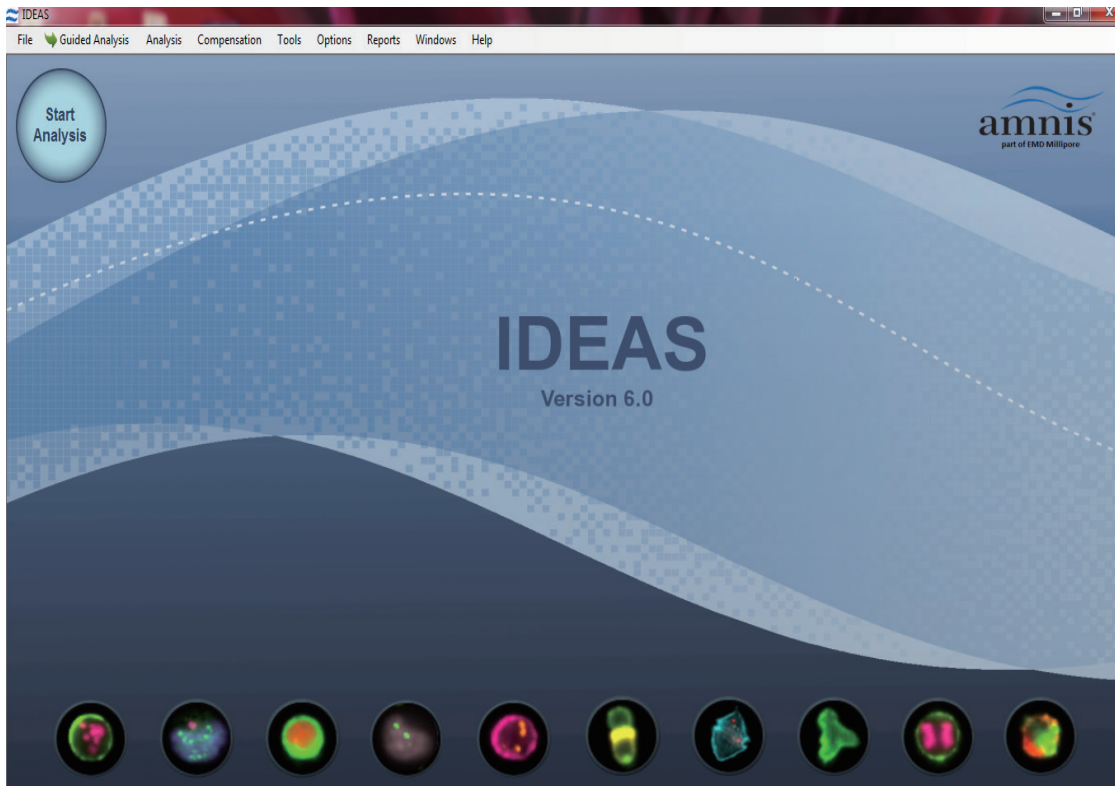 IDEAS
File Guided Analysis Analysis Compensation Tools Options Reports Windows Help
Start
Analysis
amnis®
part of EMD Millipore
IDEAS
Version 6.0